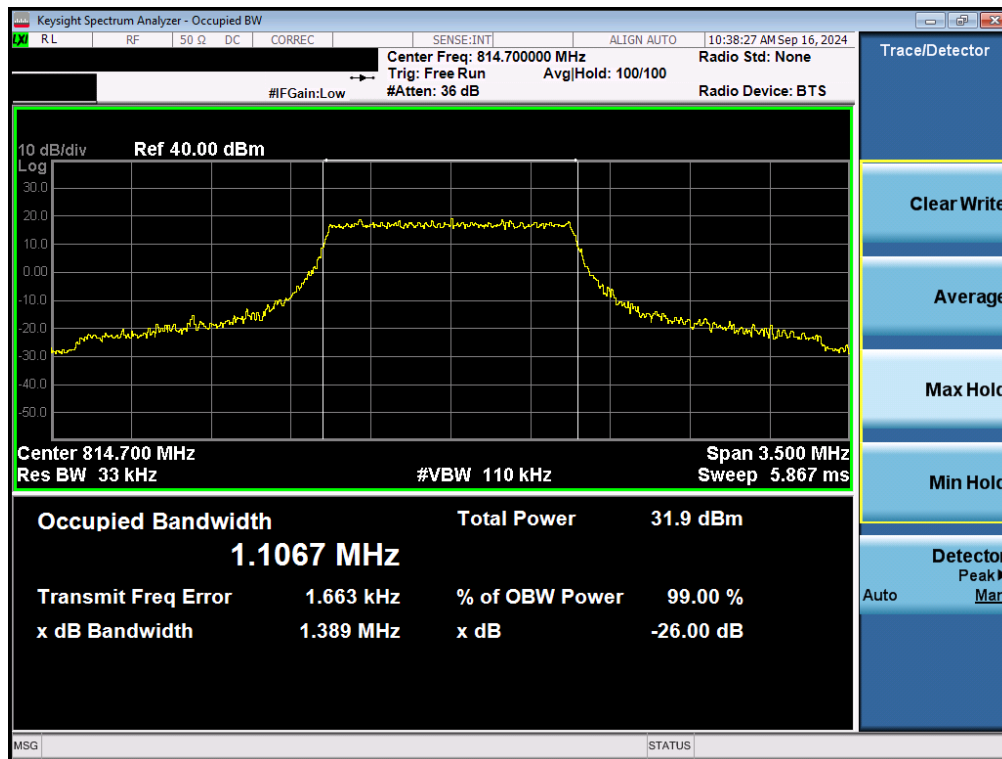 Keysight Spectrum Analyzer - Occupied BW
LXI RL RF 50 Ω DC CORREC SENSE:INT ALIGN AUTO 10:38:27 AM Sep 16, 2024
Center Freq: 814.700000 MHz Radio Std: None
Trig: Free Run Avg|Hold: 100/100
#IFGain:Low #Atten: 36 dB Radio Device: BTS
Trace/Detector
10 dB/div Ref 40.00 dBm
Log
30.0
20.0
10.0
0.00
-10.0
-20.0
-30.0
-40.0
-50.0
Center 814.700 MHz Span 3.500 MHz
Res BW 33 kHz #VBW 110 kHz Sweep 5.867 ms
Occupied Bandwidth Total Power 31.9 dBm
1.1067 MHz
Transmit Freq Error 1.663 kHz % of OBW Power 99.00 %
x dB Bandwidth 1.389 MHz x dB -26.00 dB
Clear Write
Average
Max Hold
Min Hold
Detector
Peak
Auto Man
MSG STATUS